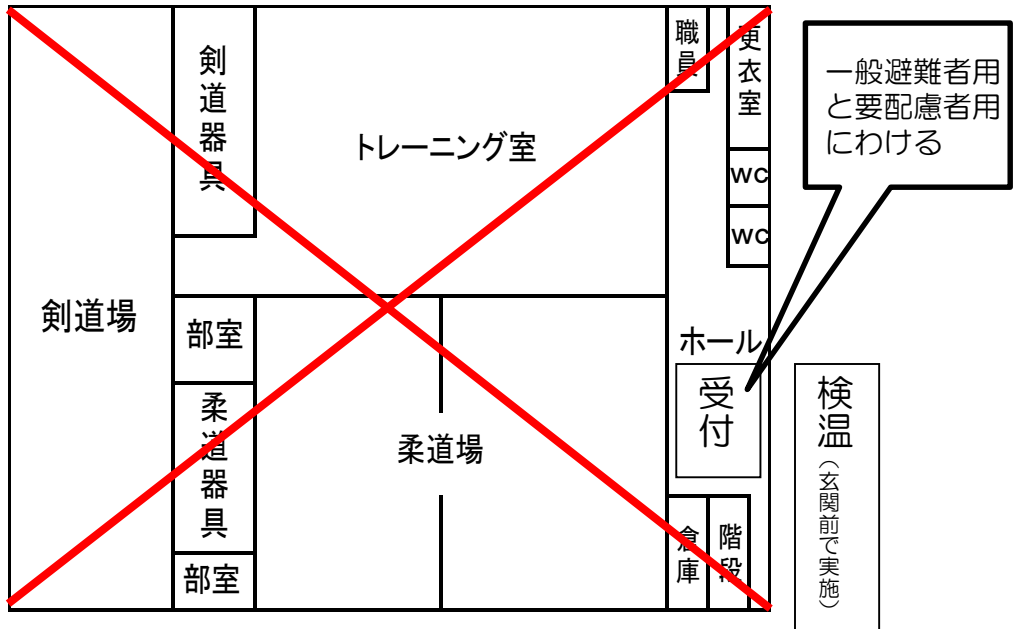 剣道器具
トレーニング室
職員
更衣室
一般避難者用
と要配慮者用
にわける
WC
WC
剣道場
部室
ホール
受付
検温
(玄関前で実施)
柔道器具
柔道場
倉庫
階段
部室